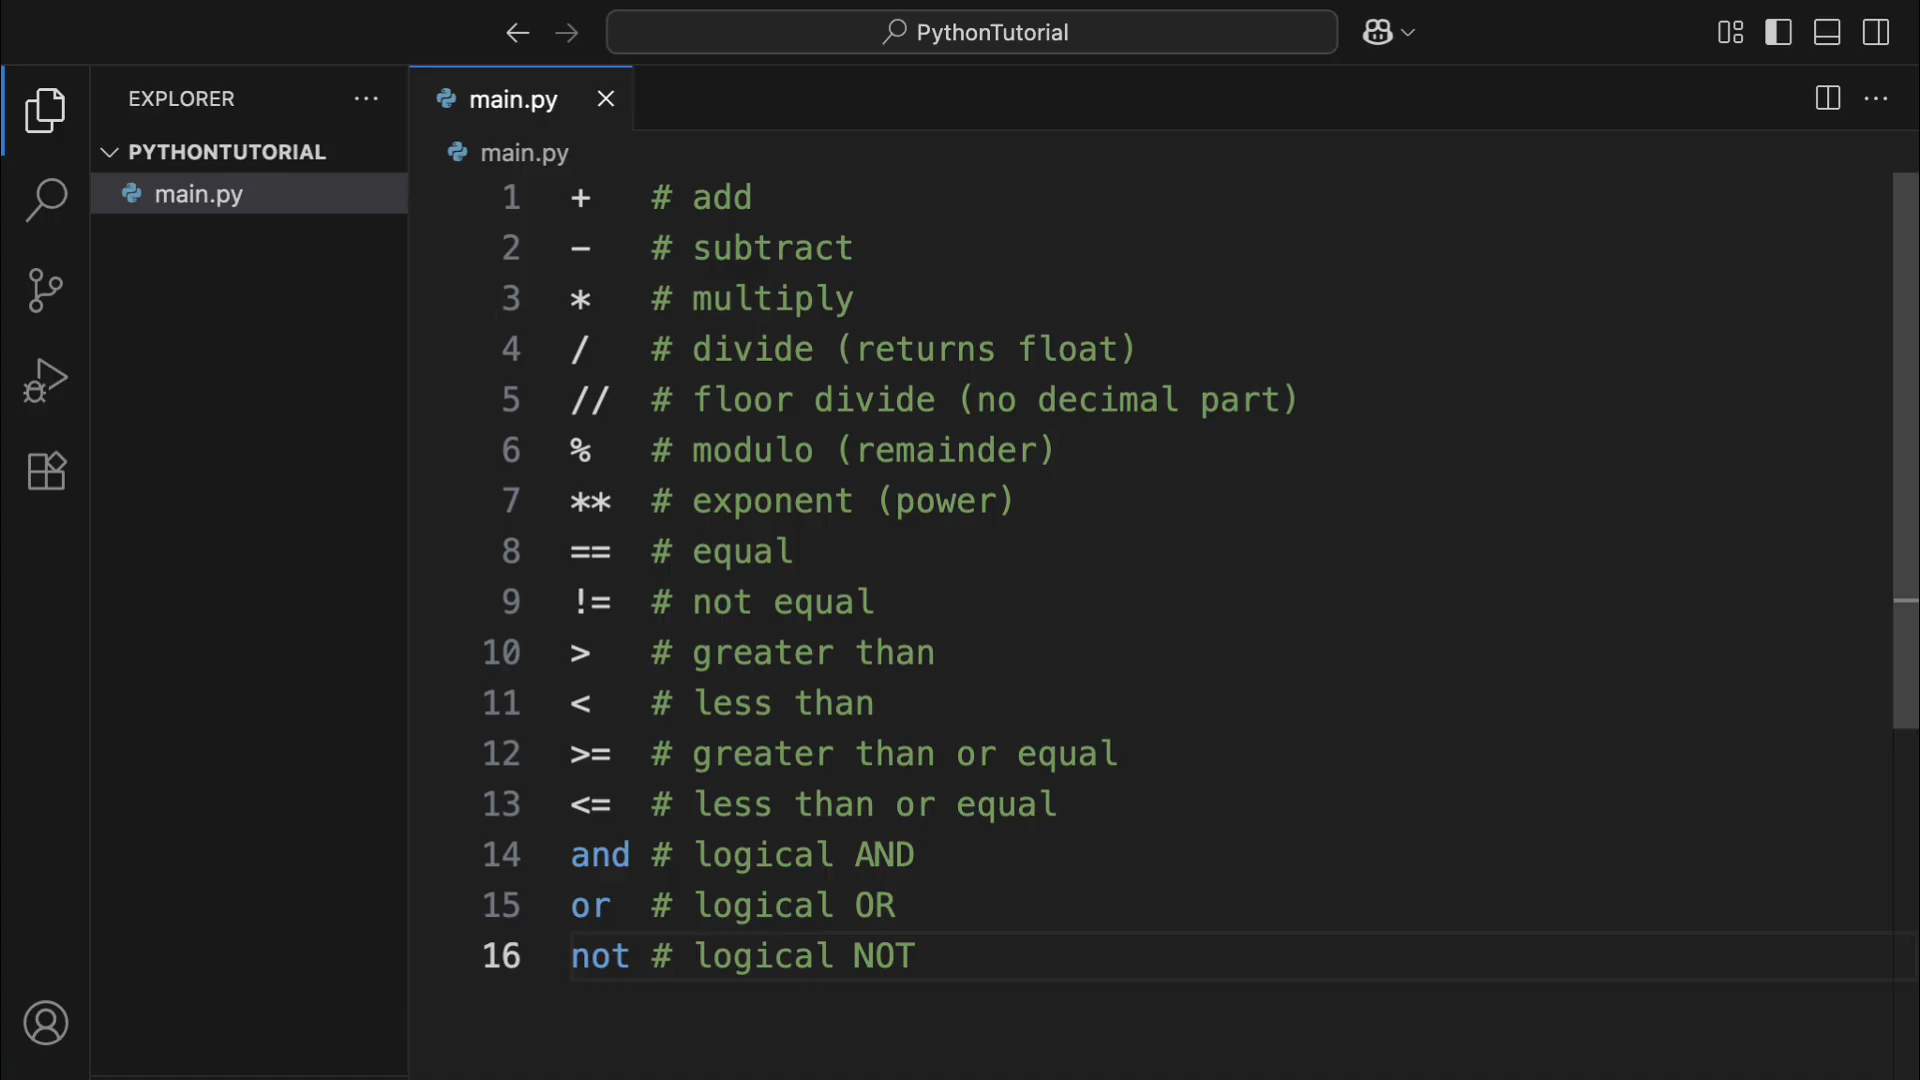 PythonTutorial
EXPLORER
main.py
PYTHONTUTORIAL
main.py
main.py
1 + # add
2 - # subtract
3 * # multiply
4 / # divide (returns float)
5 // # floor divide (no decimal part)
6 % # modulo (remainder)
7 ** # exponent (power)
8 == # equal
9 != # not equal
10 > # greater than
11 < # less than
12 >= # greater than or equal
13 <= # less than or equal
14 and # logical AND
15 or # logical OR
16 not # logical NOT